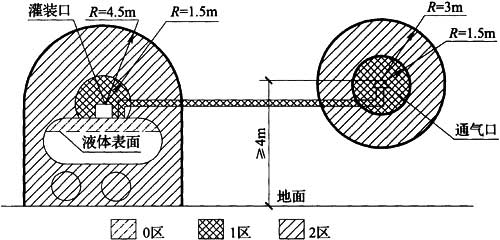 灌装口
R=4.5m
R=1.5m
R=3m
R=1.5m
通气口
≥4m
液体表面
地面
0区
1区
2区